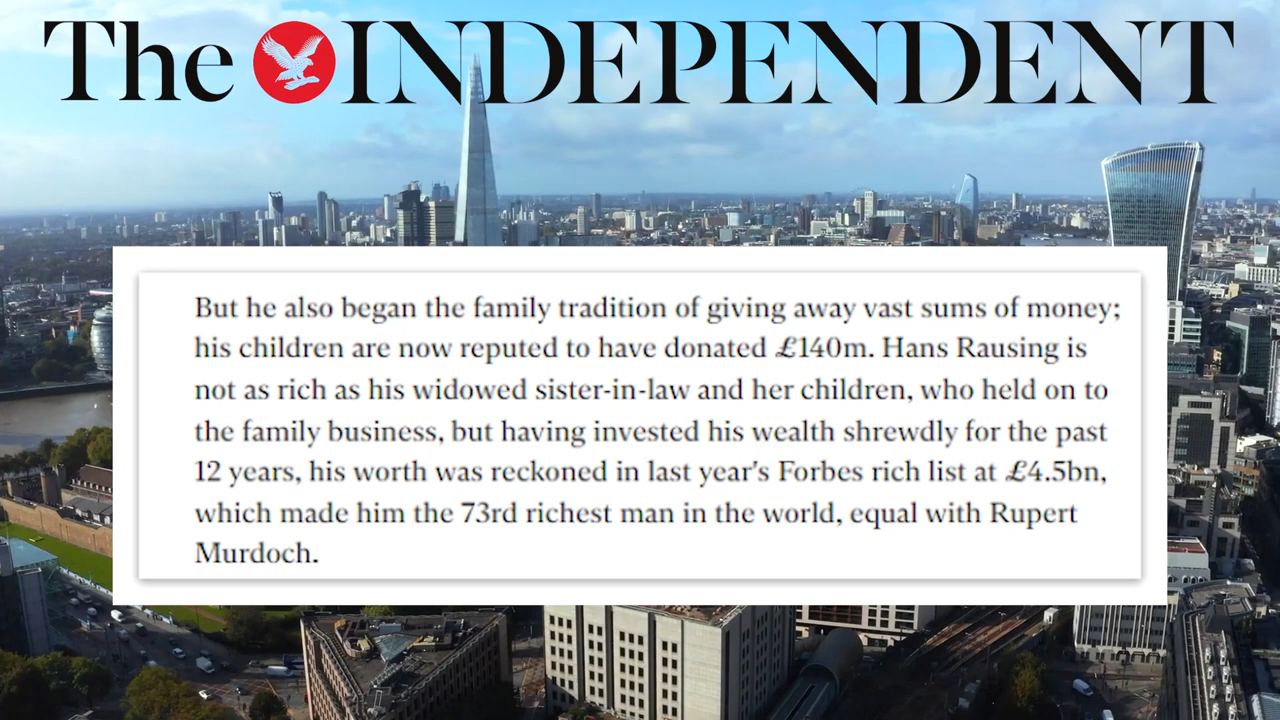 The INDEPENDENT
But he also began the family tradition of giving away vast sums of money;
his children are now reputed to have donated £140m. Hans Rausing is
not as rich as his widowed sister-in-law and her children, who held on to
the family business, but having invested his wealth shrewdly for the past
12 years, his worth was reckoned in last year's Forbes rich list at £4.5bn,
which made him the 73rd richest man in the world, equal with Rupert
Murdoch.